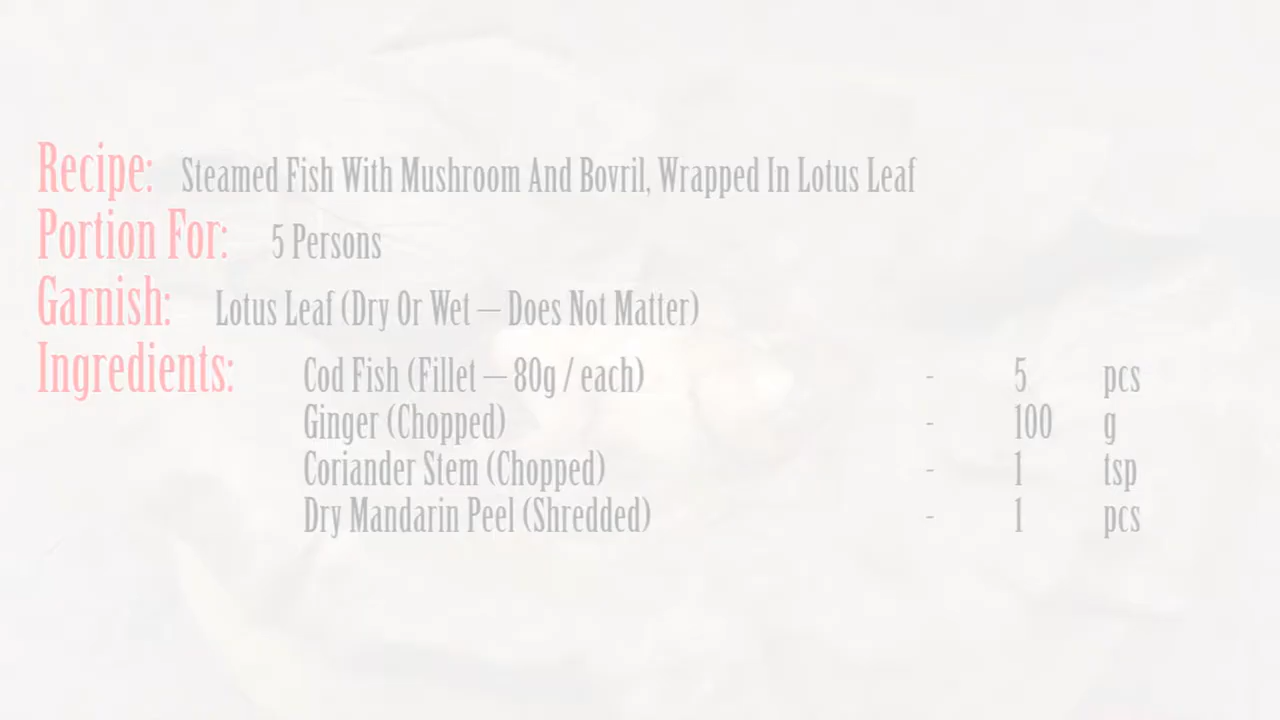 Recipe: Steamed Fish With Mushroom And Bovril, Wrapped In Lotus Leaf
Portion For: 5 Persons
Garnish: Lotus Leaf (Dry Or Wet – Does Not Matter)
Ingredients: Cod Fish (Fillet – 80g / each) - 5 pcs
Ginger (Chopped) - 100 g
Coriander Stem (Chopped) - 1 tsp
Dry Mandarin Peel (Shredded) - 1 pcs